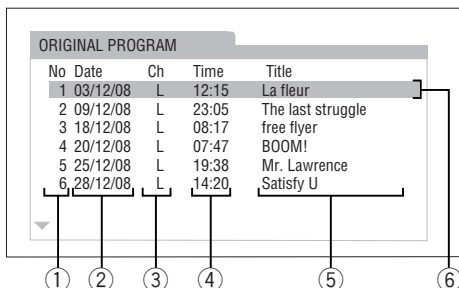 ORIGINAL PROGRAM
No Date Ch Time Title
1 03/12/08 L 12:15 La fleur
2 09/12/08 L 23:05 The last struggle
3 18/12/08 L 08:17 free flyer
4 20/12/08 L 07:47 BOOM!
5 25/12/08 L 19:38 Mr. Lawrence
6 28/12/08 L 14:20 Satisfy U
① ② ③ ④ ⑤ ⑥